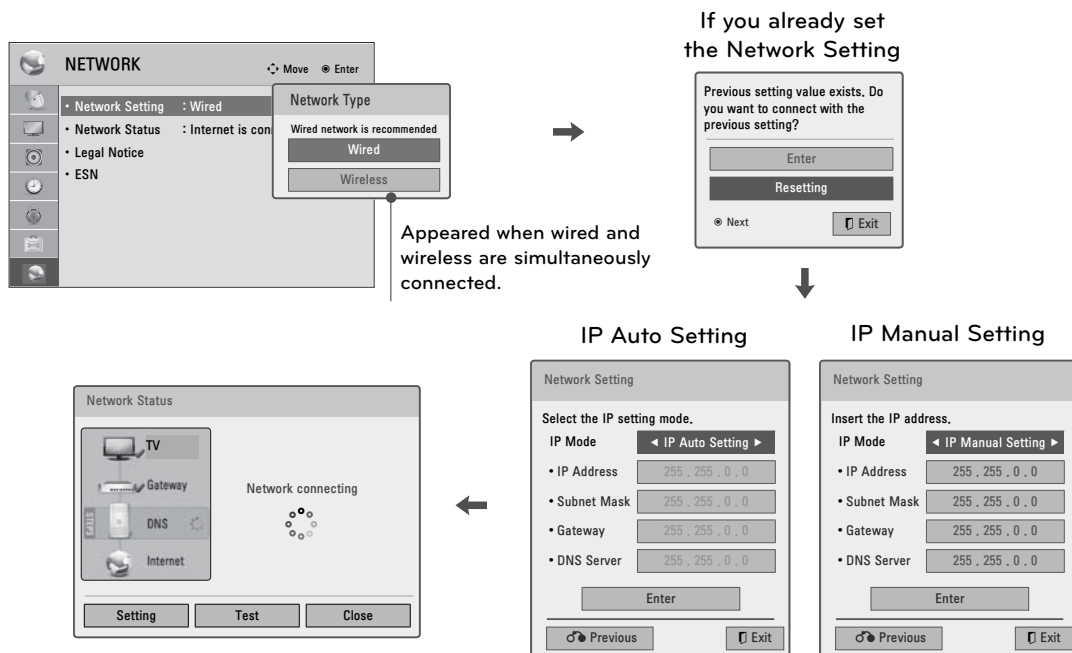 If you already set
the Network Setting
NETWORK
Move
Enter
• Network Setting : Wired
• Network Status : Internet is con
• Legal Notice
• ESN
Network Type
Wired network is recommended
Wired
Wireless
Appeared when wired and
wireless are simultaneously
connected.
Previous setting value exists. Do
you want to connect with the
previous setting?
Enter
Resetting
Next
Exit
IP Auto Setting
IP Manual Setting
Network Status
TV
Gateway
DNS
Internet
Network connecting
Setting
Test
Close
Network Setting
Select the IP setting mode.
IP Mode ◄ IP Auto Setting ►
• IP Address 255 . 255 . 0 . 0
• Subnet Mask 255 . 255 . 0 . 0
• Gateway 255 . 255 . 0 . 0
• DNS Server 255 . 255 . 0 . 0
Enter
Previous
Exit
Network Setting
Insert the IP address.
IP Mode ◄ IP Manual Setting ►
• IP Address 255 . 255 . 0 . 0
• Subnet Mask 255 . 255 . 0 . 0
• Gateway 255 . 255 . 0 . 0
• DNS Server 255 . 255 . 0 . 0
Enter
Previous
Exit